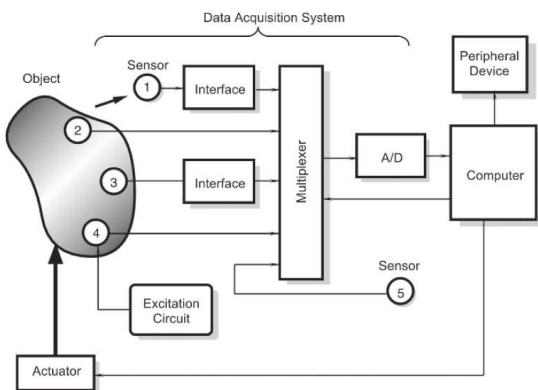 Data Acquisition System
Object
Sensor
1
Interface
2
3
Interface
4
Multiplexer
A/D
Peripheral
Device
Computer
Sensor
5
Excitation
Circuit
Actuator